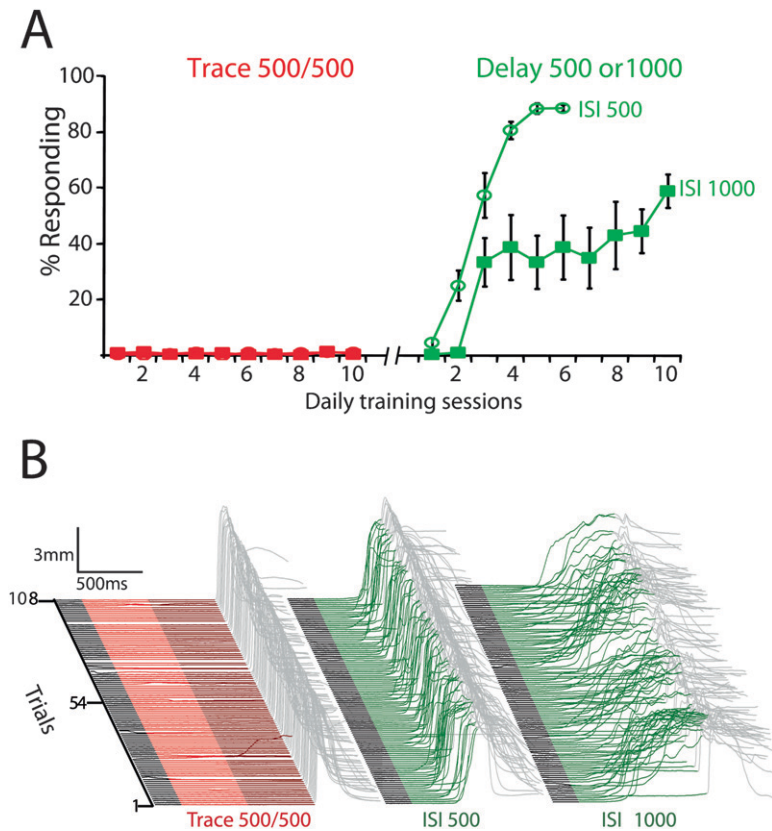 A
Trace 500/500
Delay 500 or1000
100
80
60
40
20
% Responding
ISI 500
ISI 1000
2 4 6 8 10 2 4 6 8 10
Daily training sessions
B
3mm
500ms
108
54
1
Trials
Trace 500/500
ISI 500
ISI 1000